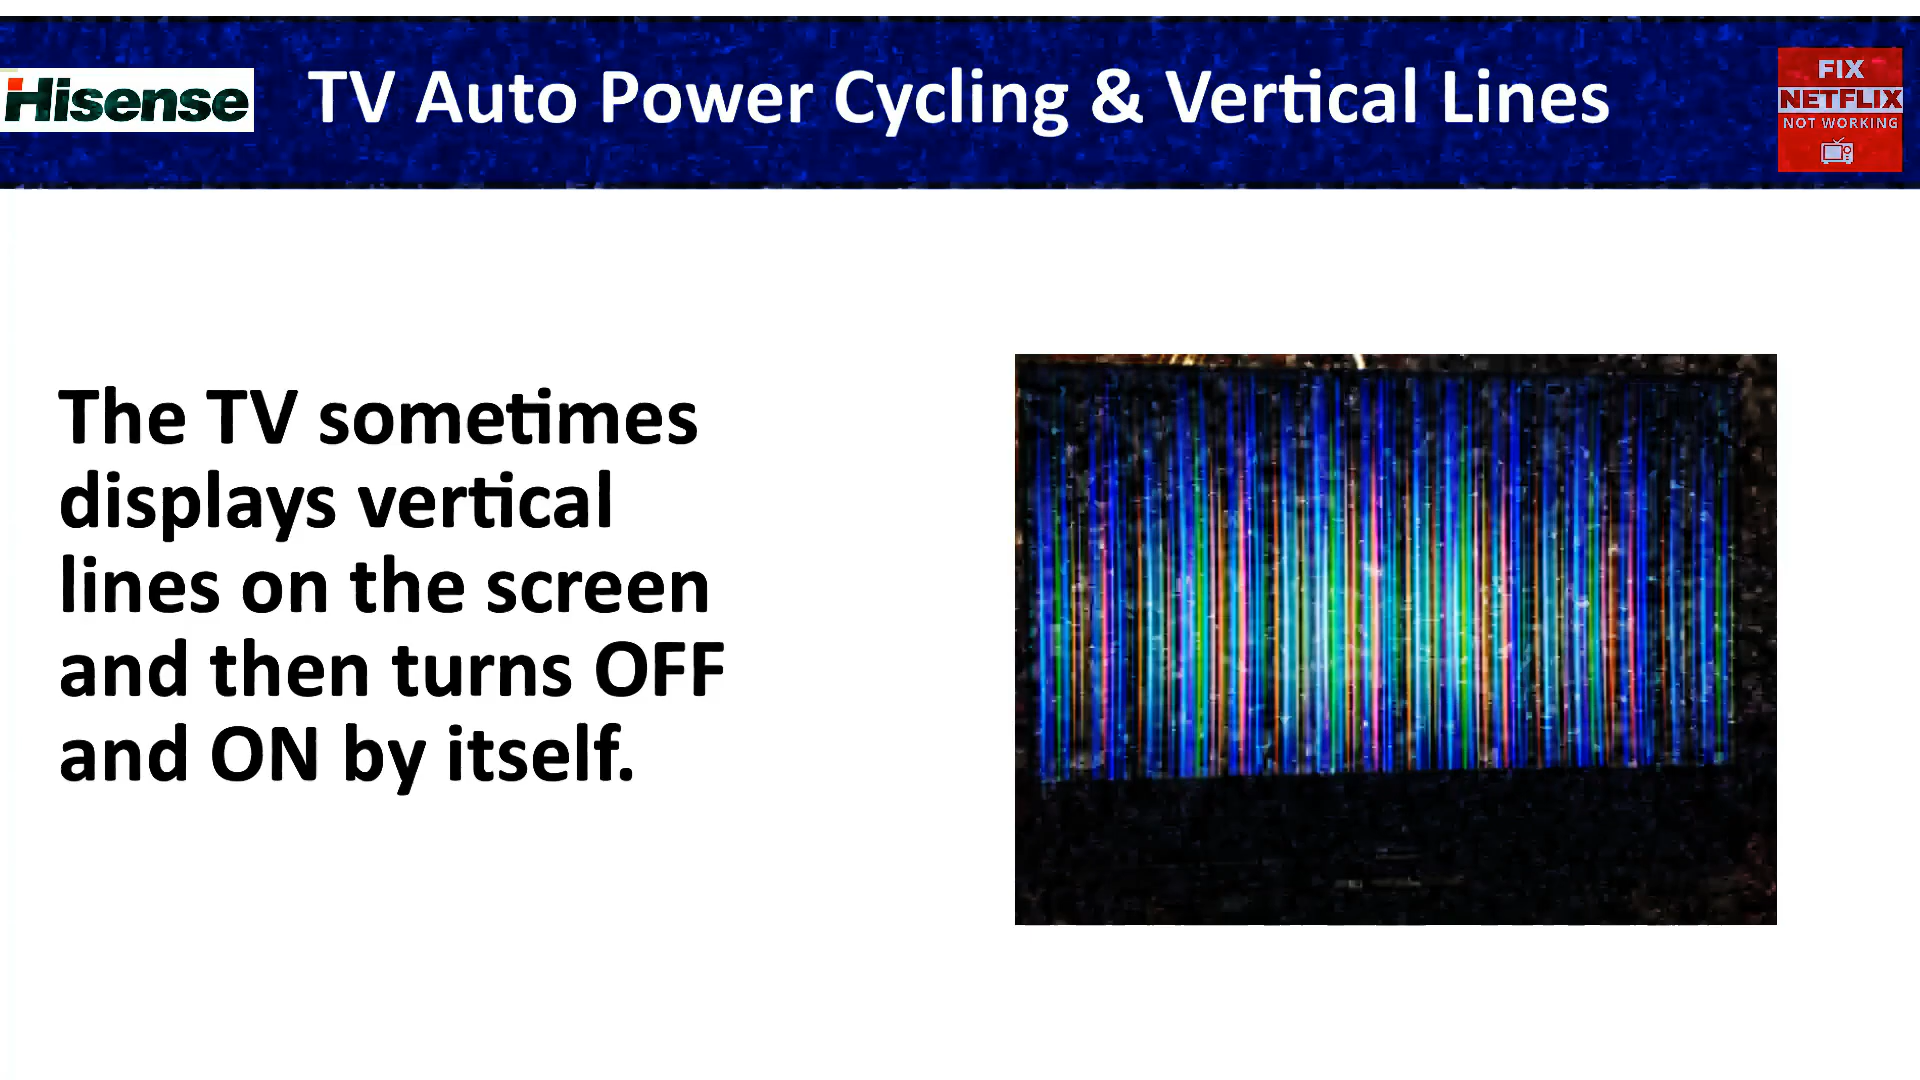 Hisense
TV Auto Power Cycling & Vertical Lines
FIX
NETFLIX
NOT WORKING
The TV sometimes
displays vertical
lines on the screen
and then turns OFF
and ON by itself.